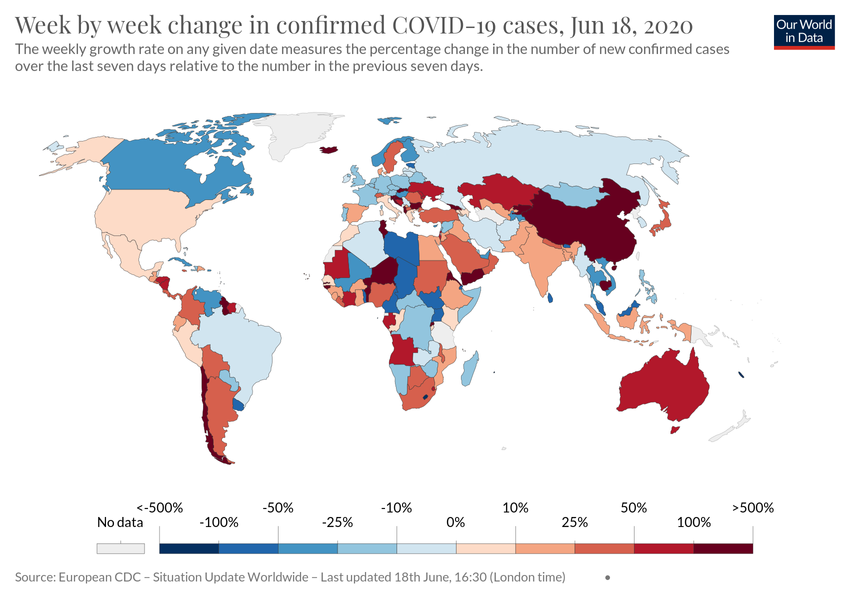 Week by week change in confirmed COVID-19 cases, Jun 18, 2020
Our World
in Data
The weekly growth rate on any given date measures the percentage change in the number of new confirmed cases
over the last seven days relative to the number in the previous seven days.
<-500% -50% -10% 10% 50% >500%
No data -100% -25% 0% 25% 100%
Source: European CDC – Situation Update Worldwide – Last updated 18th June, 16:30 (London time) •